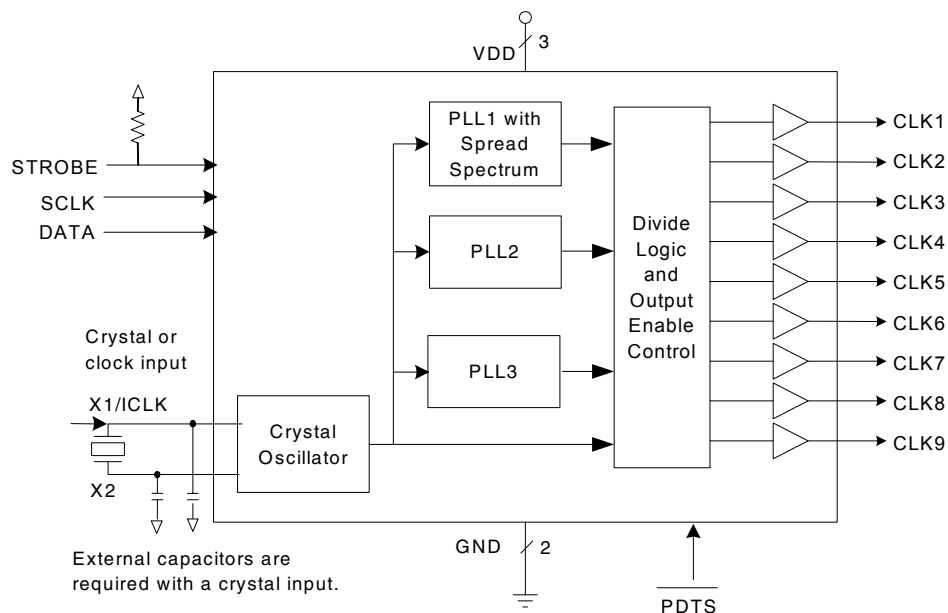 VDD
3
STROBE
SCLK
DATA
PLL1 with
Spread
Spectrum
PLL2
PLL3
Divide
Logic
and
Output
Enable
Control
CLK1
CLK2
CLK3
CLK4
CLK5
CLK6
CLK7
CLK8
CLK9
Crystal or
clock input
X1/ICLK
X2
Crystal
Oscillator
External capacitors are
required with a crystal input.
GND
2
PDTS